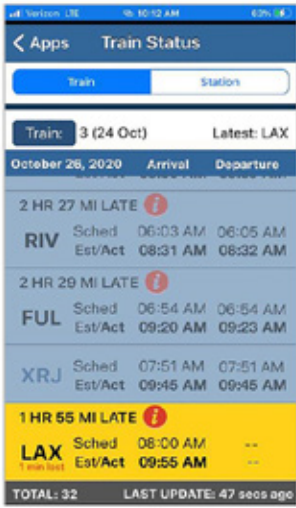 Verizon LTE 10:12 AM 63%
Apps Train Status
Train Station
Train: 3 (24 Oct) Latest: LAX
October 26, 2020 Arrival Departure
2 HR 27 MI LATE i
Sched 06:03 AM 06:05 AM
RIV
Est/Act 08:31 AM 08:32 AM
2 HR 29 MI LATE i
Sched 06:54 AM 06:54 AM
FUL
Est/Act 09:20 AM 09:23 AM
Sched 07:51 AM 07:51 AM
XRJ
Est/Act 09:45 AM 09:45 AM
1 HR 55 MI LATE i
Sched 08:00 AM --
LAX
Est/Act 09:55 AM --
1 min lost
TOTAL: 32 LAST UPDATE: 47 secs ago